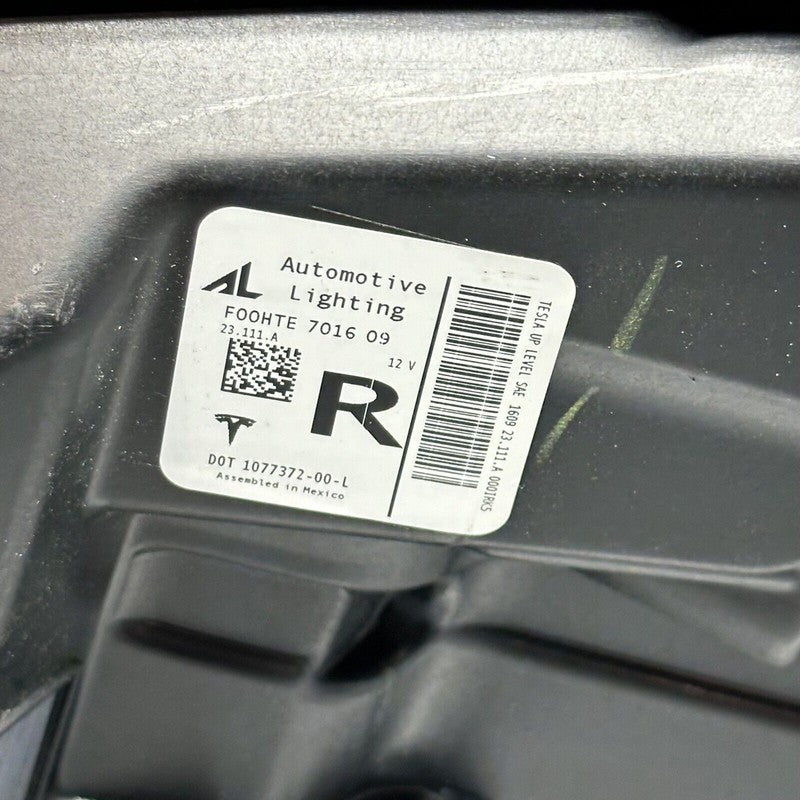 AL
Automotive
Lighting
FOOHTE 7016 09
23.111.A
12 V
R
DOT 1077372-00-L
Assembled in Mexico
TESLA UP LEVEL SAE 1609 23.111.A 000IRKS